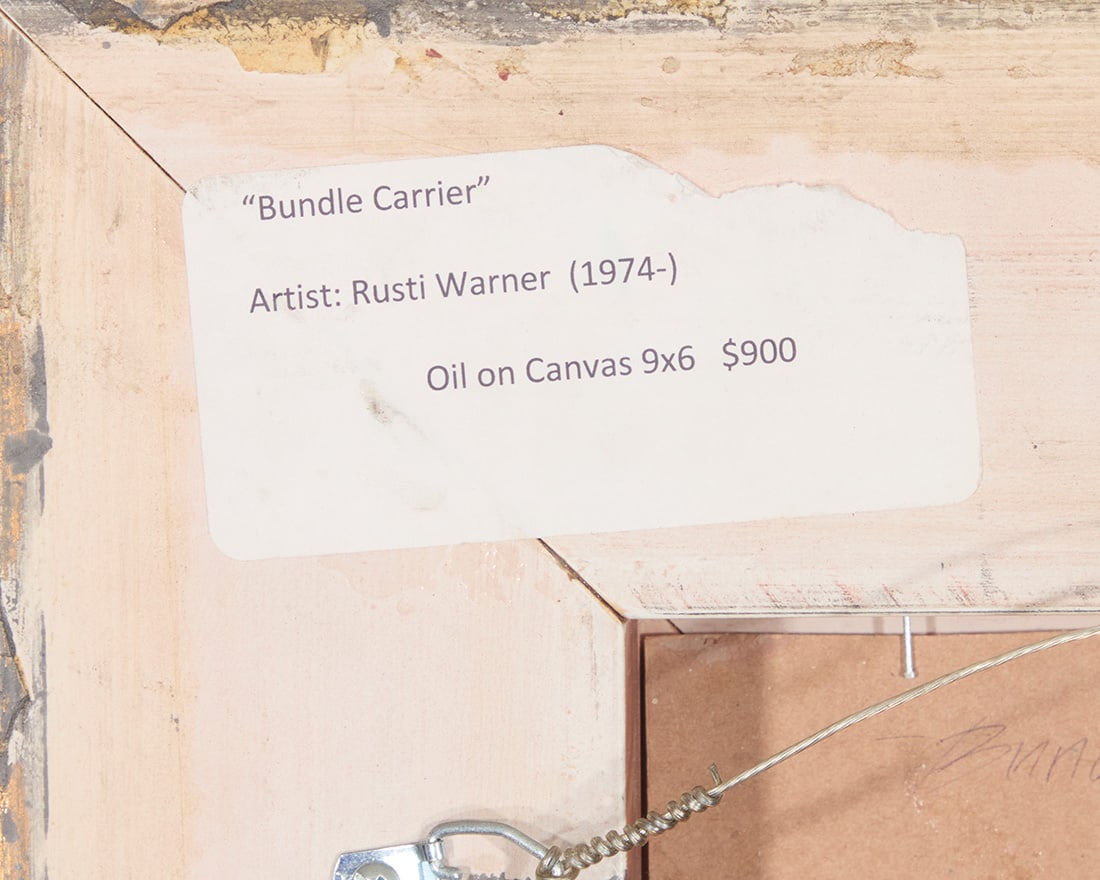 “Bundle Carrier”
Artist: Rusti Warner (1974-)
Oil on Canvas 9x6 $900